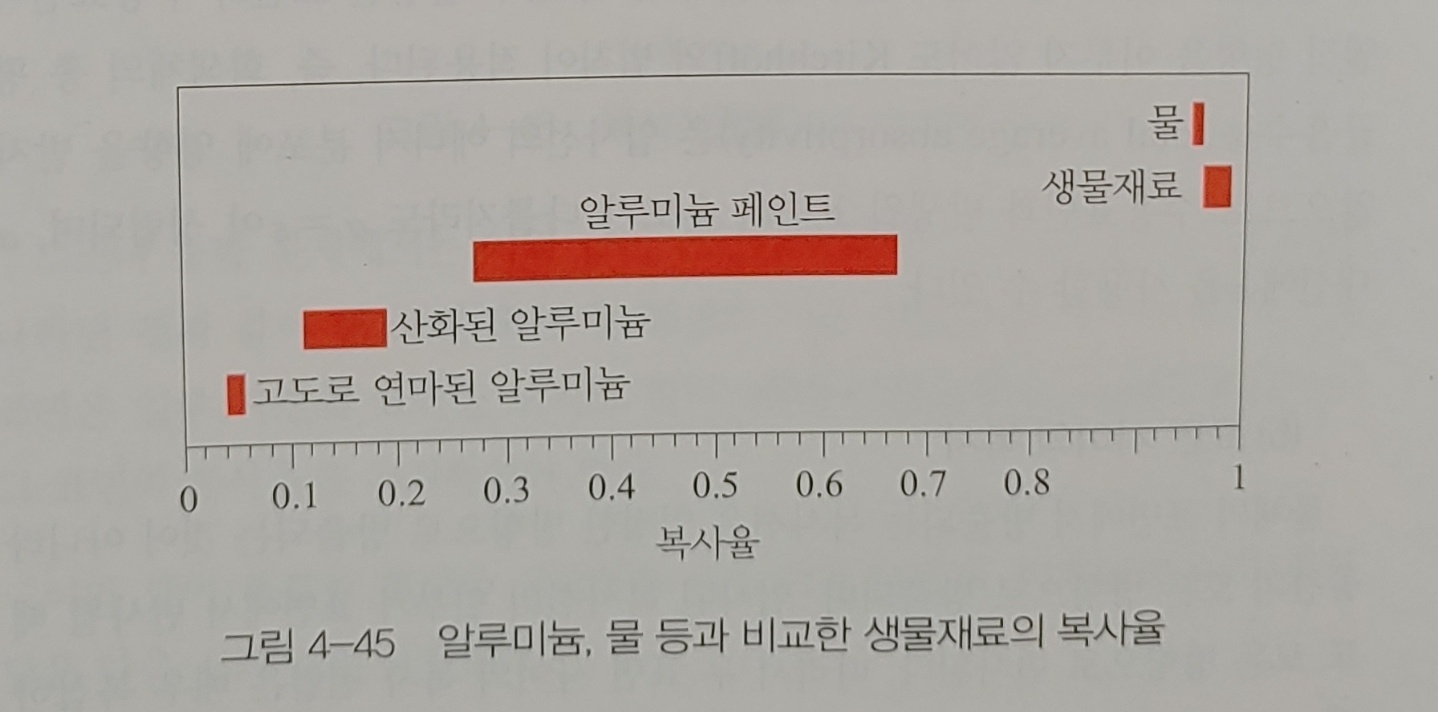 물
생물재료
알루미늄 페인트
산화된 알루미늄
고도로 연마된 알루미늄
0 0.1 0.2 0.3 0.4 0.5 0.6 0.7 0.8 1
복사율
그림 4-45 알루미늄, 물 등과 비교한 생물재료의 복사율